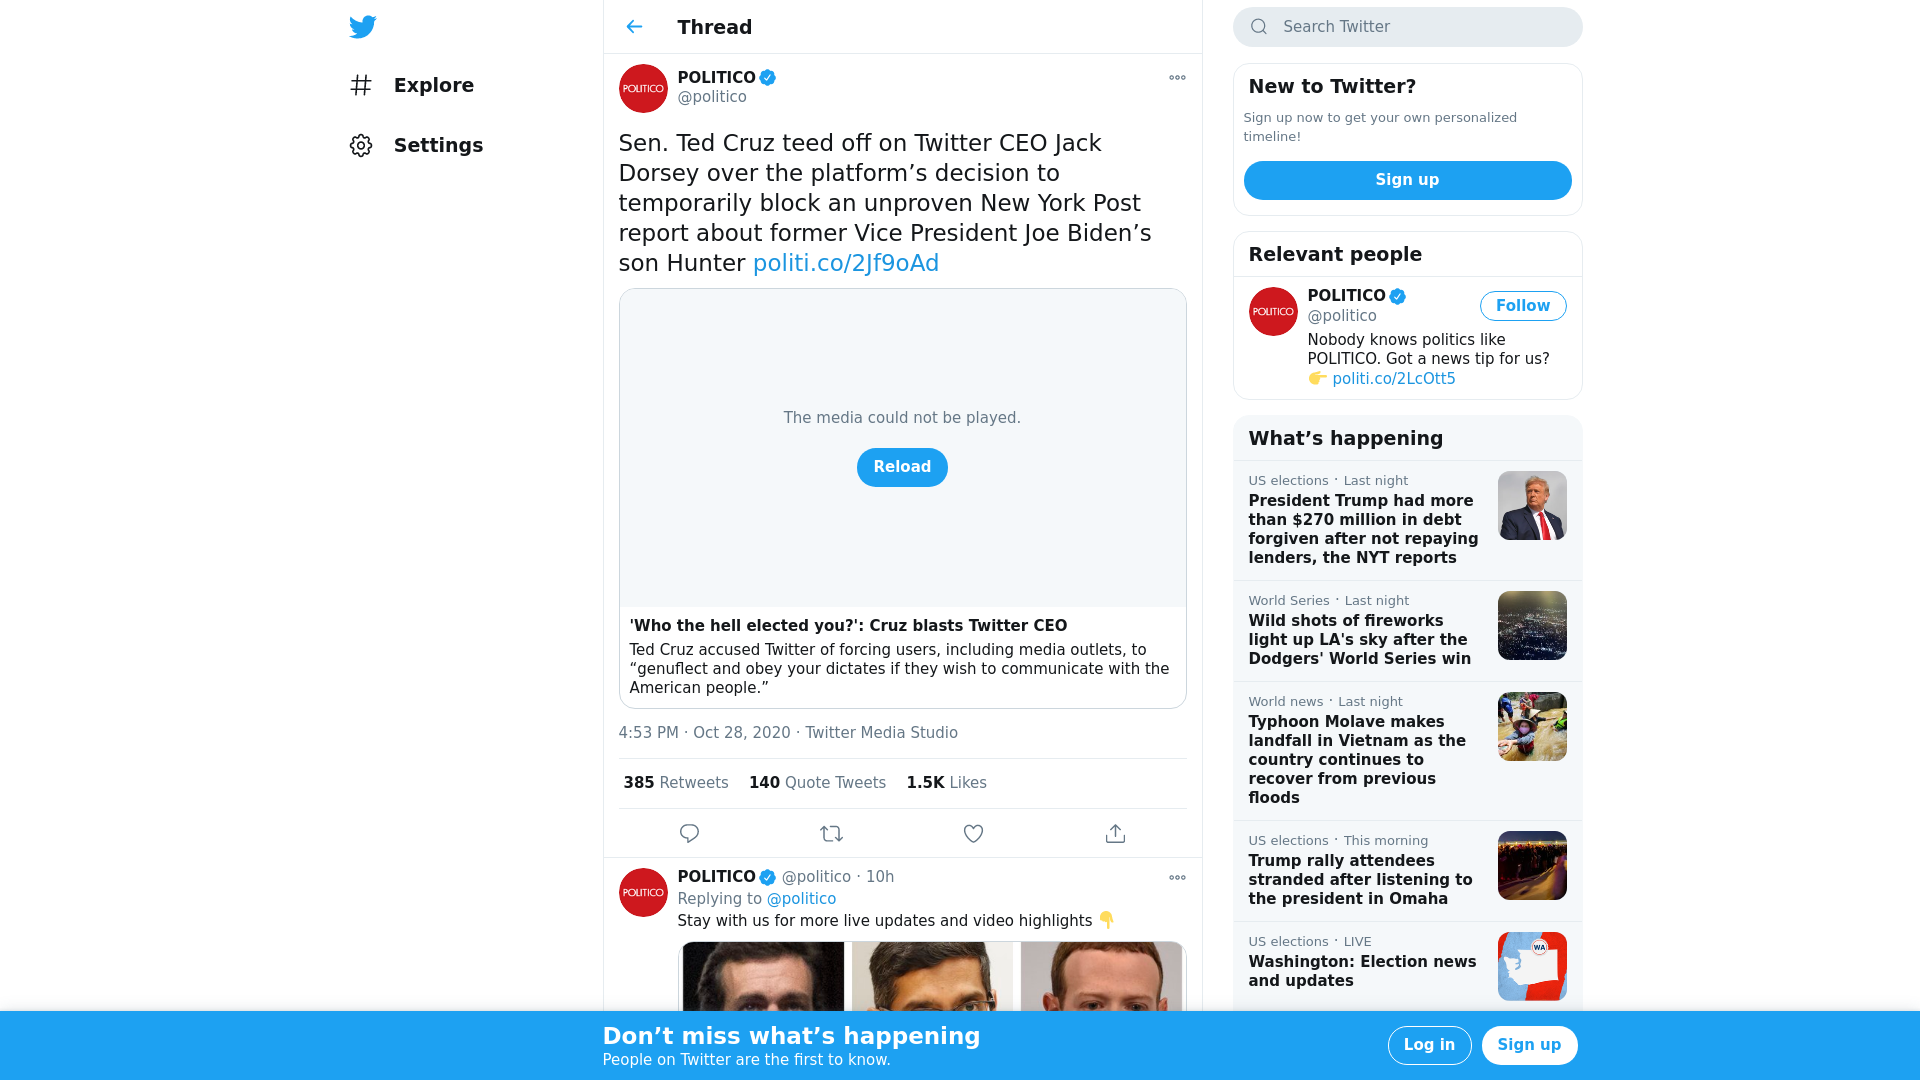 Explore
Settings
Thread
POLITICO
POLITICO
@politico
Sen. Ted Cruz teed off on Twitter CEO Jack
Dorsey over the platform’s decision to
temporarily block an unproven New York Post
report about former Vice President Joe Biden’s
son Hunter politi.co/2Jf9oAd
The media could not be played.
Reload
'Who the hell elected you?': Cruz blasts Twitter CEO
Ted Cruz accused Twitter of forcing users, including media outlets, to
“genuflect and obey your dictates if they wish to communicate with the
American people.”
4:53 PM · Oct 28, 2020 · Twitter Media Studio
385 Retweets 140 Quote Tweets 1.5K Likes
POLITICO
POLITICO @politico · 10h
Replying to @politico
Stay with us for more live updates and video highlights 👇
Search Twitter
New to Twitter?
Sign up now to get your own personalized
timeline!
Sign up
Relevant people
POLITICO
POLITICO
@politico
Follow
Nobody knows politics like
POLITICO. Got a news tip for us?
👉 politi.co/2LcOtt5
What’s happening
US elections · Last night
President Trump had more
than $270 million in debt
forgiven after not repaying
lenders, the NYT reports
World Series · Last night
Wild shots of fireworks
light up LA's sky after the
Dodgers' World Series win
World news · Last night
Typhoon Molave makes
landfall in Vietnam as the
country continues to
recover from previous
floods
US elections · This morning
Trump rally attendees
stranded after listening to
the president in Omaha
US elections · LIVE
Washington: Election news
and updates
WA
Don’t miss what’s happening
People on Twitter are the first to know.
Log in
Sign up